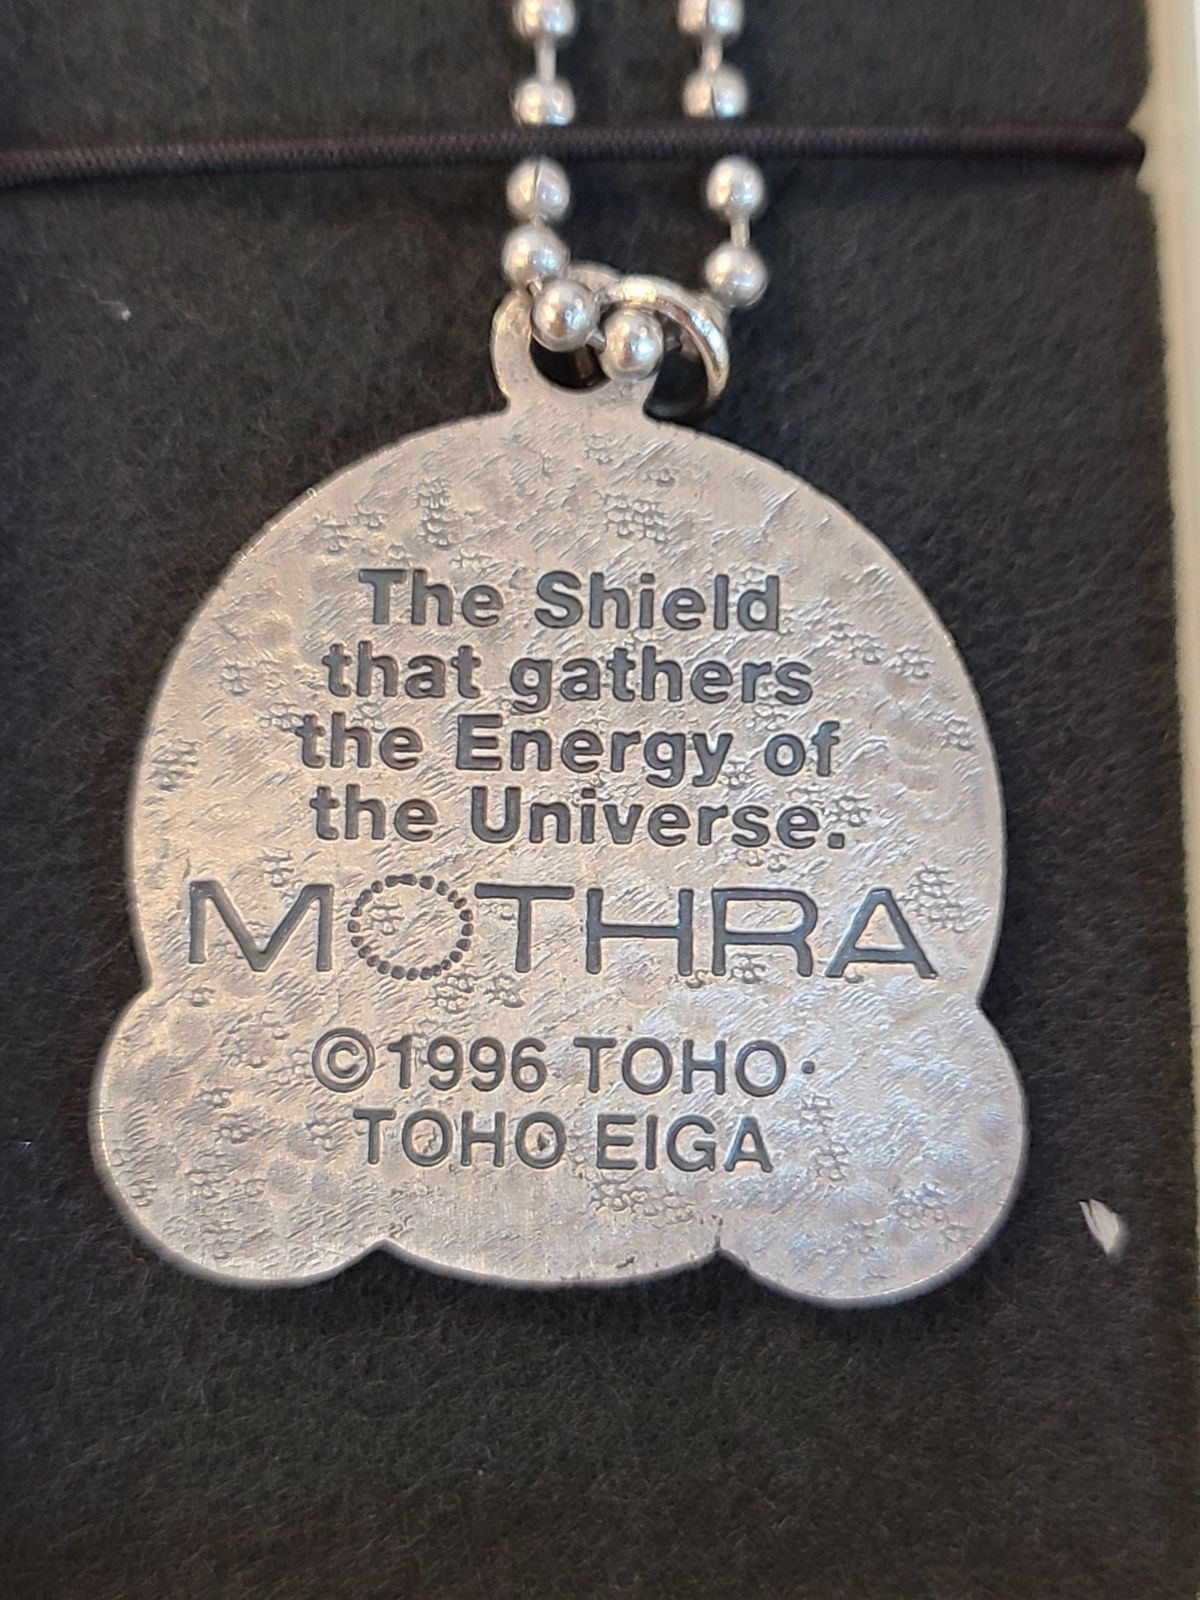 The Shield
that gathers
the Energy of
the Universe.
MOTHRA
©1996 TOHO·
TOHO EIGA